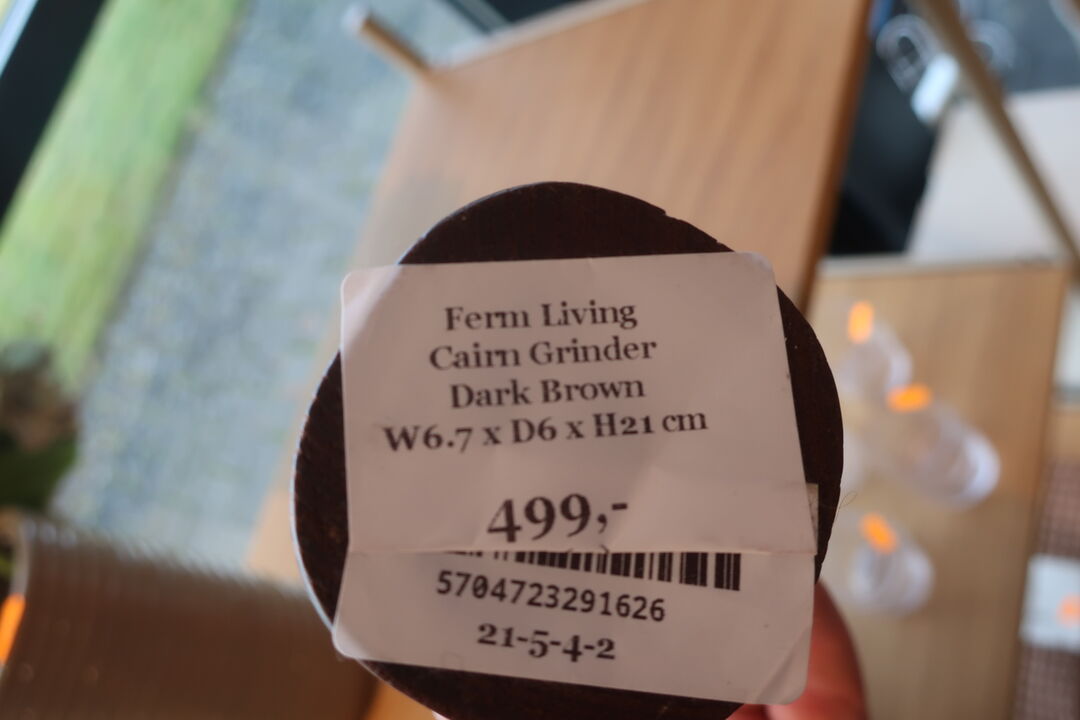 Ferm Living
Cairn Grinder
Dark Brown
W6.7 x D6 x H21 cm
499,-
5704723291626
21-5-4-2